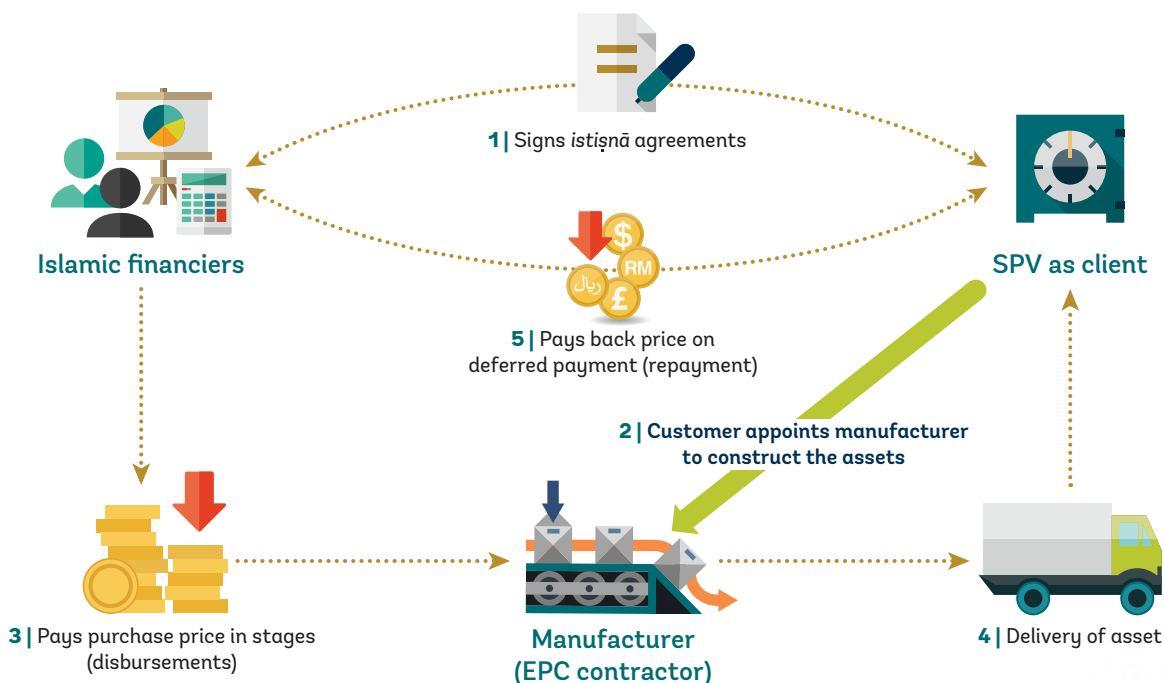 1 | Signs istiṣnā agreements
Islamic financiers
SPV as client
$
RM
ريال
£
5 | Pays back price on
deferred payment (repayment)
2 | Customer appoints manufacturer
to construct the assets
3 | Pays purchase price in stages
(disbursements)
Manufacturer
(EPC contractor)
4 | Delivery of asset